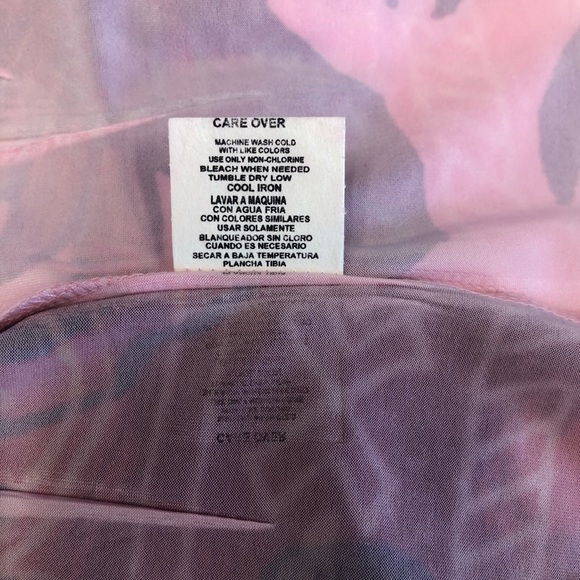 CARE OVER
MACHINE WASH COLD
WITH LIKE COLORS
USE ONLY NON-CHLORINE
BLEACH WHEN NEEDED
TUMBLE DRY LOW
COOL IRON
LAVAR A MAQUINA
CON AGUA FRIA
CON COLORES SIMILARES
USAR SOLAMENTE
BLANQUEADOR SIN CLORO
CUANDO ES NECESARIO
SECAR A BAJA TEMPERATURA
PLANCHA TIBIA